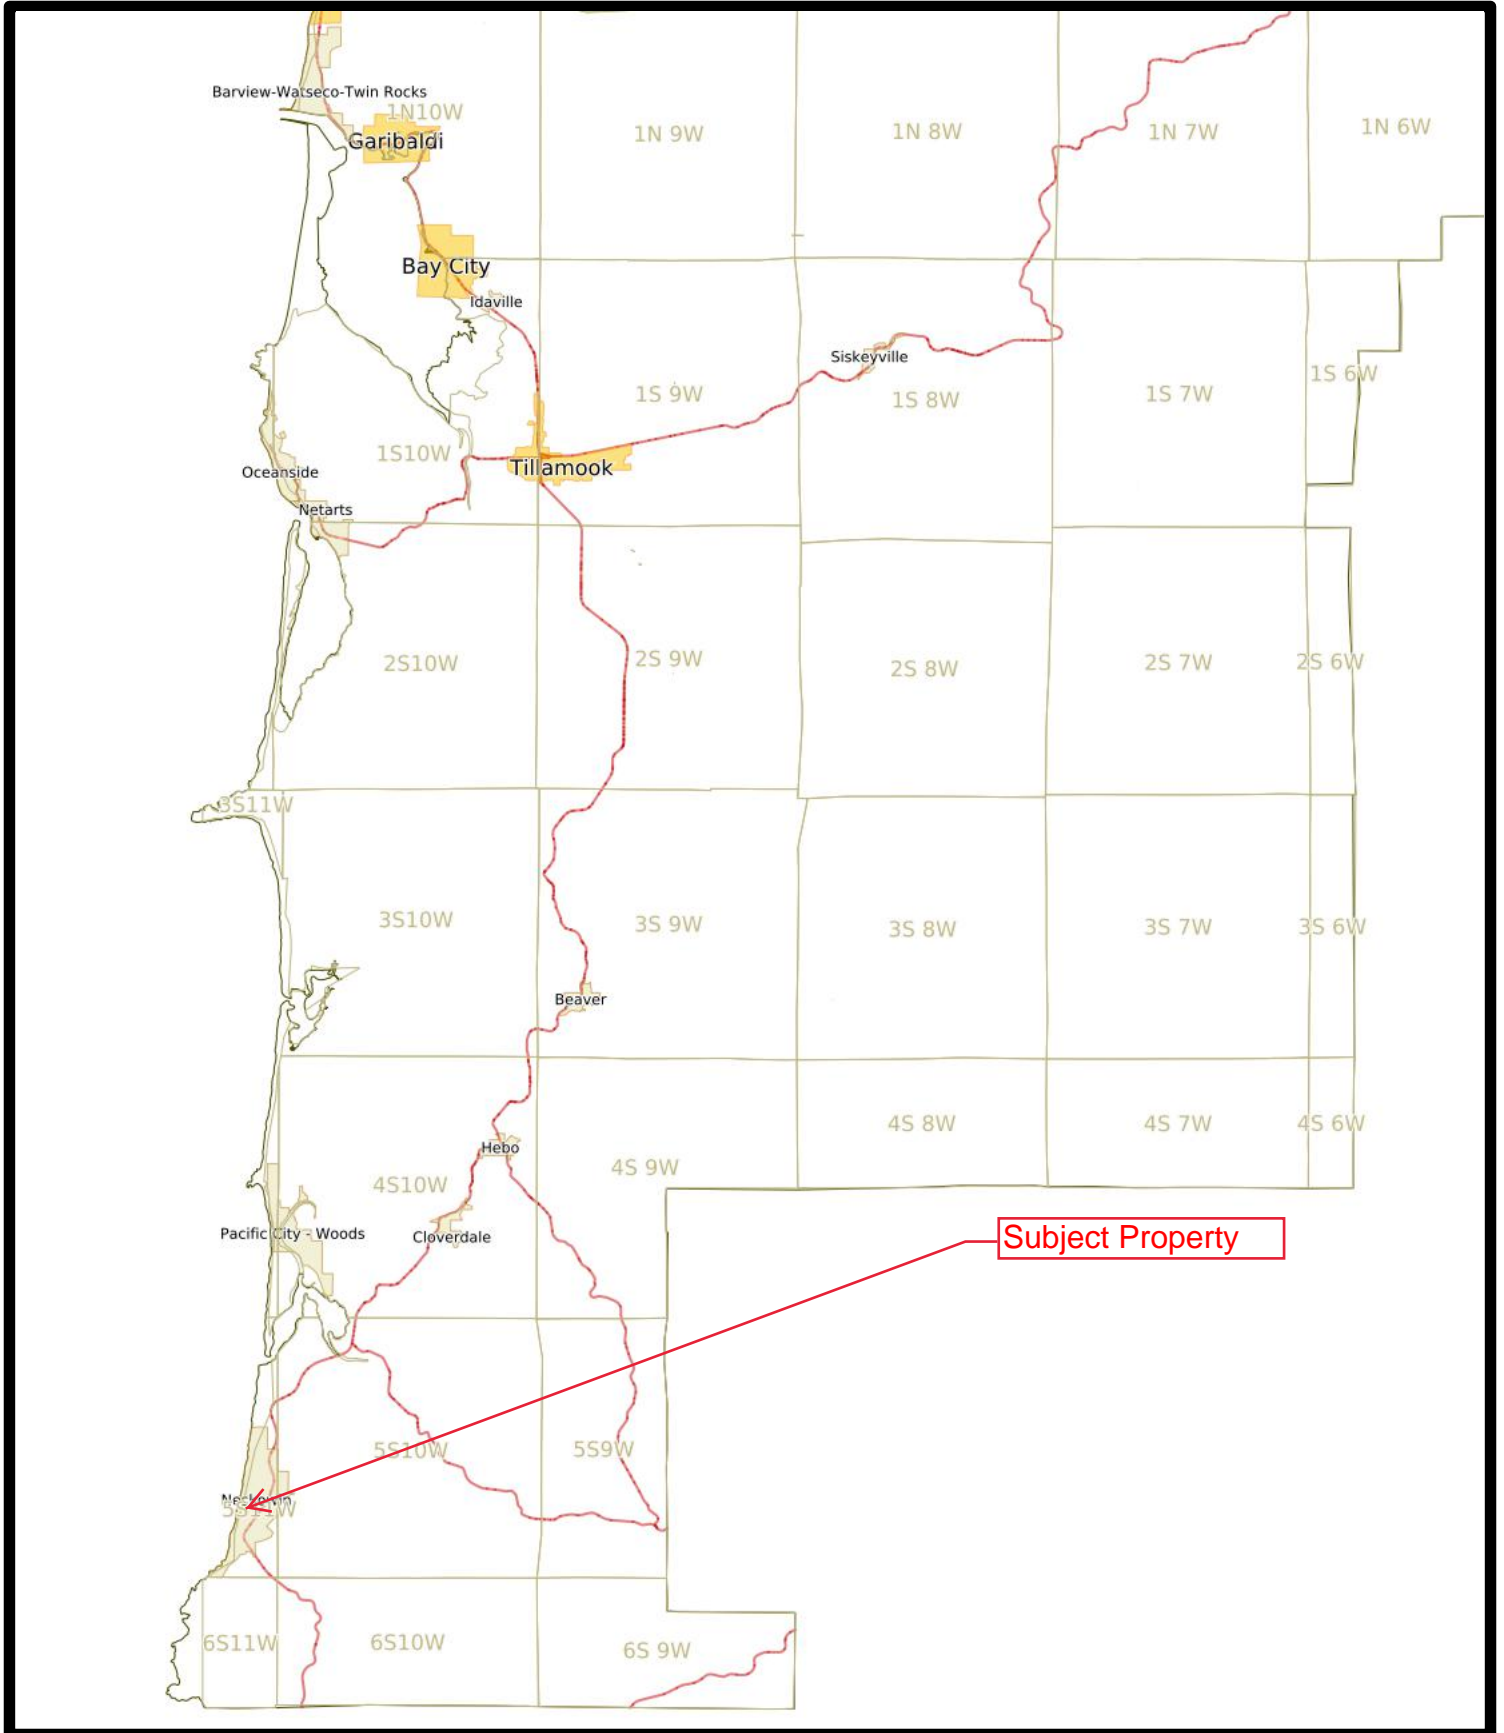 Barview-Watseco-Twin Rocks
1N10W
Garibaldi
1N 9W
1N 8W
1N 7W
1N 6W
Bay City
Idaville
Siskeyville
1S 9W
1S 8W
1S 7W
1S 6W
1S10W
Tillamook
Oceanside
Netarts
2S10W
2S 9W
2S 8W
2S 7W
2S 6W
3S11W
3S10W
3S 9W
3S 8W
3S 7W
3S 6W
Beaver
4S 8W
4S 7W
4S 6W
Hebo
4S 9W
4S10W
Pacific City - Woods
Cloverdale
Subject Property
5S10W
5S9W
Neskowin
5S11W
6S11W
6S10W
6S 9W